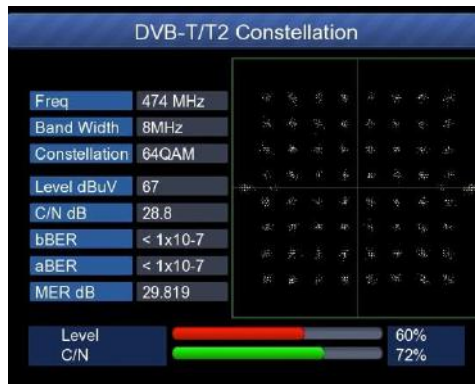 DVB-T/T2 Constellation
Freq 474 MHz
Band Width 8MHz
Constellation 64QAM
Level dBuV 67
C/N dB 28.8
bBER < 1x10-7
aBER < 1x10-7
MER dB 29.819
Level 60%
C/N 72%